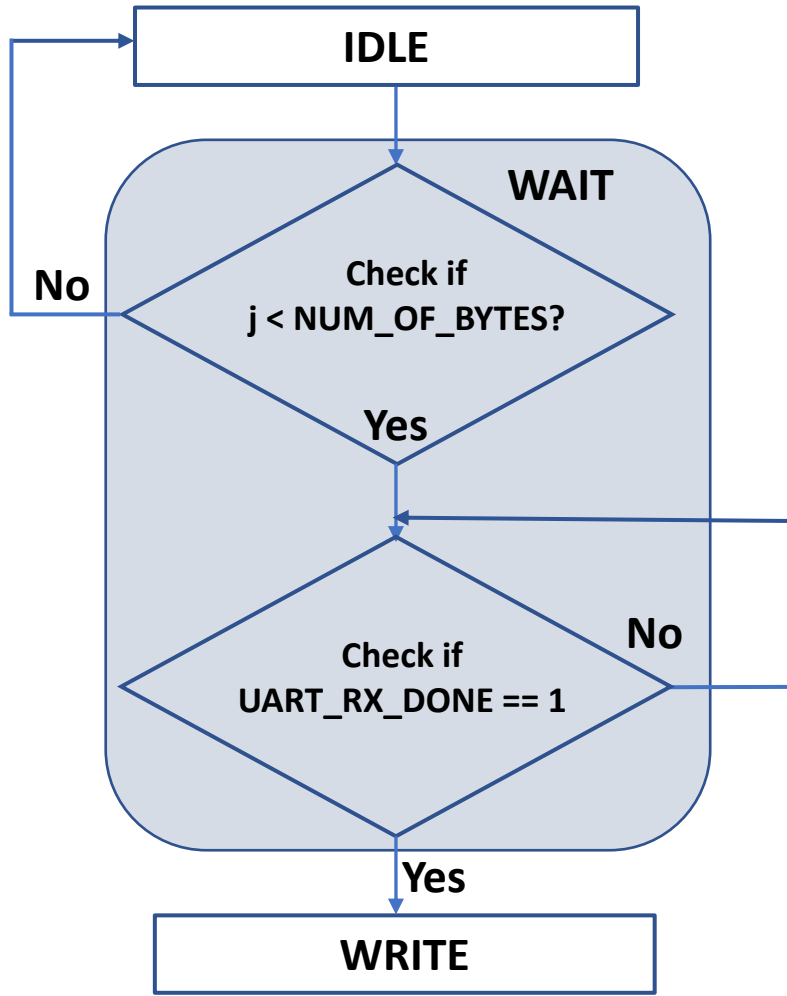 IDLE
WAIT
No
Check if
j < NUM_OF_BYTES?
Yes
No
Check if
UART_RX_DONE == 1
Yes
WRITE